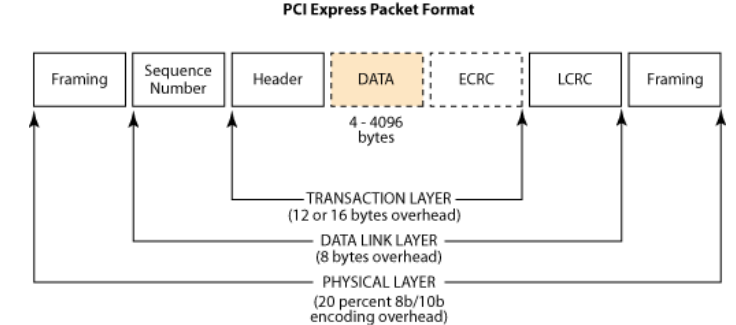 PCI Express Packet Format
Framing
Sequence
Number
Header
DATA
ECRC
LCRC
Framing
4 - 4096
bytes
TRANSACTION LAYER
(12 or 16 bytes overhead)
DATA LINK LAYER
(8 bytes overhead)
PHYSICAL LAYER
(20 percent 8b/10b
encoding overhead)